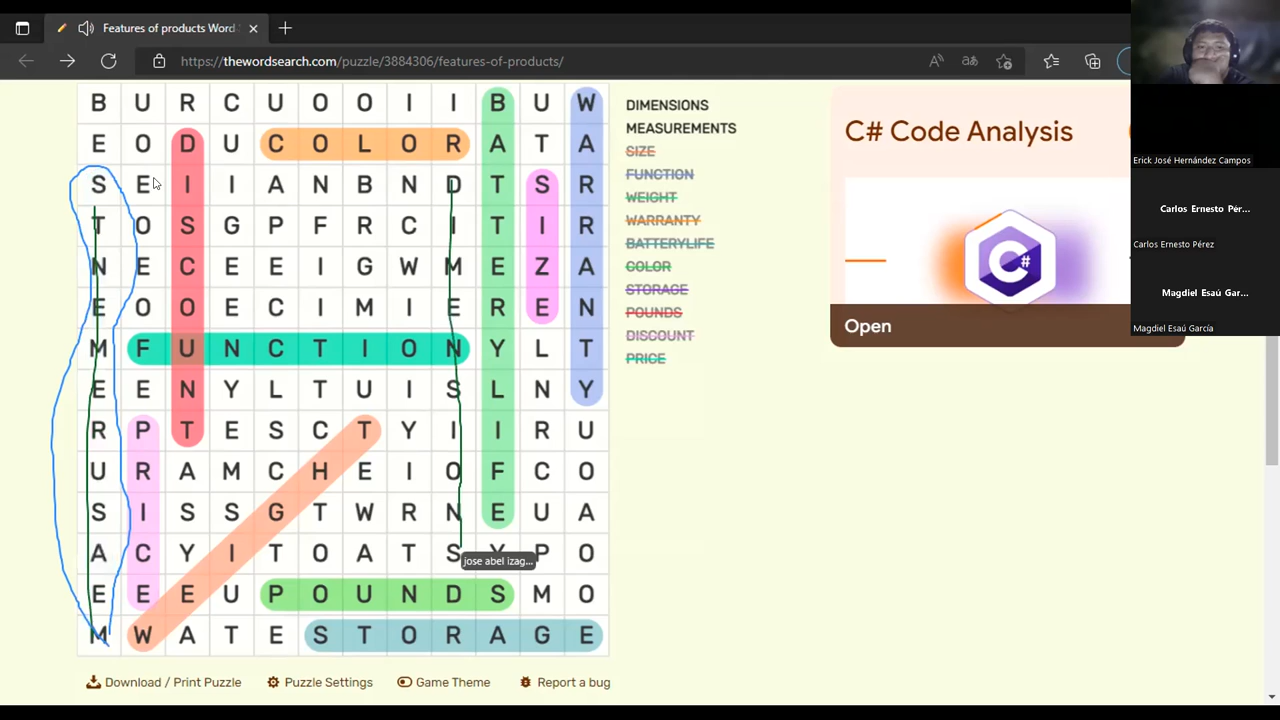 Features of products Word
https://thewordsearch.com/puzzle/3884306/features-of-products/
B U R C U O O I I B U W
E O D U C O L O R A T A
S E I I A N B N D T S R
T O S G P F R C I T I R
N E C E E I G W M E Z A
E O O E C I M I E R E N
M F U N C T I O N Y L T
E E N Y L T U I S L N Y
R P T E S C T Y I I R U
U R A M C H E I O F C O
S I S S G T W R N E U A
A C Y I T O A T S Y P O
jose abel izag...
E E E U P O U N D S M O
M W A T E S T O R A G E
DIMENSIONS
MEASUREMENTS
SIZE
FUNCTION
WEIGHT
WARRANTY
BATTERYLIFE
COLOR
STORAGE
POUNDS
DISCOUNT
PRICE
C# Code Analysis
C#
Open
Erick José Hernández Campos
Carlos Ernesto Pér...
Carlos Ernesto Pérez
Magdiel Esaú Gar...
Magdiel Esaú García
Download / Print Puzzle
Puzzle Settings
Game Theme
Report a bug